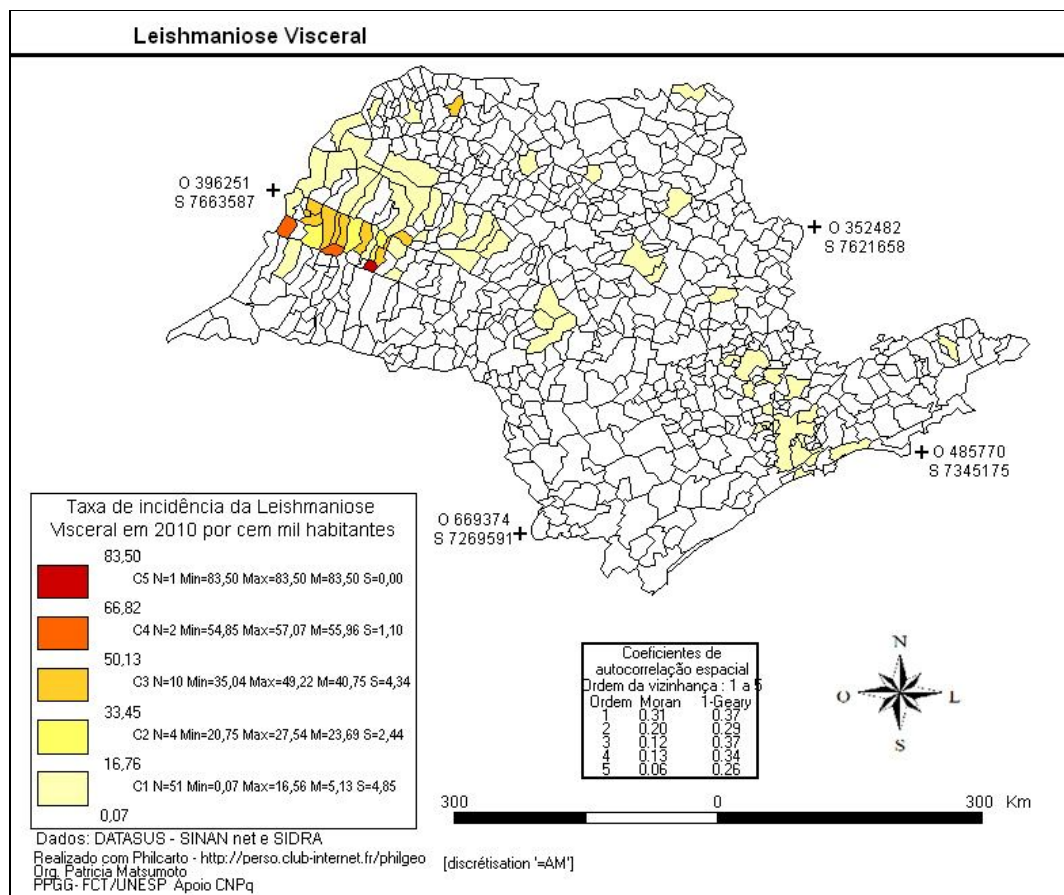 Leishmaniose Visceral
O 396251
S 7663587
O 352482
S 7621658
O 485770
S 7345175
O 669374
S 7269591
Taxa de incidência da Leishmaniose
Visceral em 2010 por cem mil habitantes
83,50
C5 N=1 Min=83,50 Max=83,50 M=83,50 S=0,00
66,82
C4 N=2 Min=54,85 Max=57,07 M=55,96 S=1,10
50,13
C3 N=10 Min=35,04 Max=49,22 M=40,75 S=4,34
33,45
C2 N=4 Min=20,75 Max=27,54 M=23,69 S=2,44
16,76
C1 N=51 Min=0,07 Max=16,56 M=5,13 S=4,85
0,07
Coeficientes de
autocorrelação espacial
Ordem da vizinhança : 1 a 5
Ordem Moran 1-Geary
1 0.31 0.37
2 0.20 0.29
3 0.12 0.37
4 0.13 0.34
5 0.06 0.26
N
O L
S
300 0 300 Km
Dados: DATASUS - SINAN net e SIDRA
Realizado com Philcarto - http://perso.club-internet.fr/philgeo
[discrétisation '=AM']
Org. Patricia Matsumoto
PPGG- FCT/UNESP Apoio CNPq